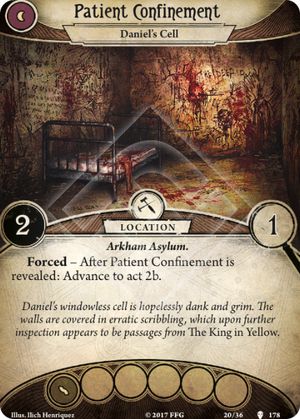 Patient Confinement
Daniel's Cell
2
LOCATION
1
Arkham Asylum.
Forced – After Patient Confinement is
revealed: Advance to act 2b.
Daniel's windowless cell is hopelessly dank and grim. The
walls are covered in erratic scribbling, which upon further
inspection appears to be passages from The King in Yellow.
Illus. Ilich Henriquez
© 2017 FFG
20/36
178